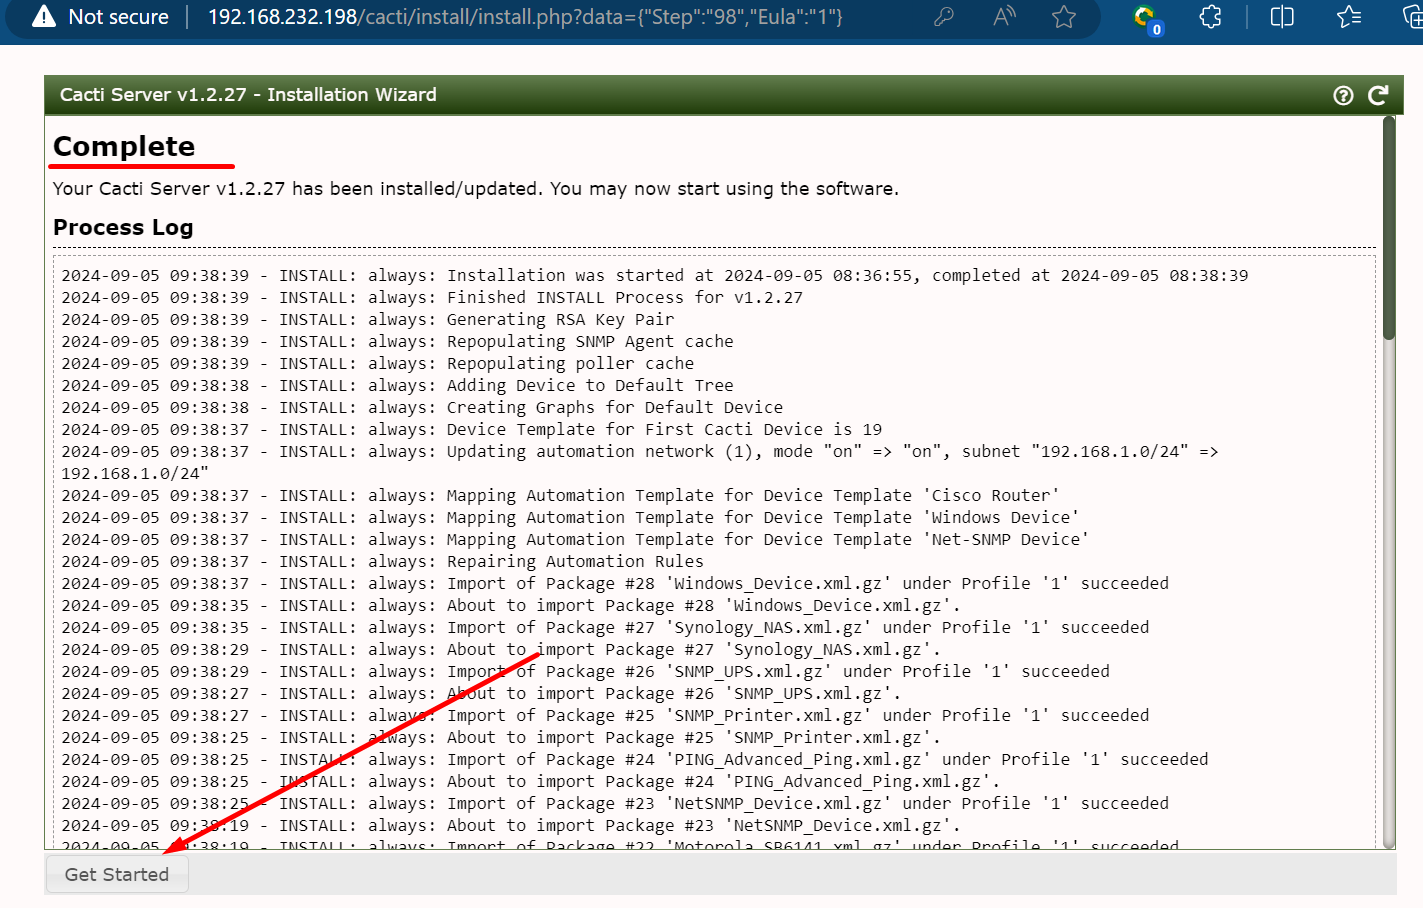 Not secure
192.168.232.198/cacti/install/install.php?data={"Step":"98","Eula":"1"}
0
Cacti Server v1.2.27 - Installation Wizard
Complete
Your Cacti Server v1.2.27 has been installed/updated. You may now start using the software.
Process Log
2024-09-05 09:38:39 - INSTALL: always: Installation was started at 2024-09-05 08:36:55, completed at 2024-09-05 08:38:39
2024-09-05 09:38:39 - INSTALL: always: Finished INSTALL Process for v1.2.27
2024-09-05 09:38:39 - INSTALL: always: Generating RSA Key Pair
2024-09-05 09:38:39 - INSTALL: always: Repopulating SNMP Agent cache
2024-09-05 09:38:39 - INSTALL: always: Repopulating poller cache
2024-09-05 09:38:38 - INSTALL: always: Adding Device to Default Tree
2024-09-05 09:38:38 - INSTALL: always: Creating Graphs for Default Device
2024-09-05 09:38:37 - INSTALL: always: Device Template for First Cacti Device is 19
2024-09-05 09:38:37 - INSTALL: always: Updating automation network (1), mode "on" => "on", subnet "192.168.1.0/24" =>
192.168.1.0/24"
2024-09-05 09:38:37 - INSTALL: always: Mapping Automation Template for Device Template 'Cisco Router'
2024-09-05 09:38:37 - INSTALL: always: Mapping Automation Template for Device Template 'Windows Device'
2024-09-05 09:38:37 - INSTALL: always: Mapping Automation Template for Device Template 'Net-SNMP Device'
2024-09-05 09:38:37 - INSTALL: always: Repairing Automation Rules
2024-09-05 09:38:37 - INSTALL: always: Import of Package #28 'Windows_Device.xml.gz' under Profile '1' succeeded
2024-09-05 09:38:35 - INSTALL: always: About to import Package #28 'Windows_Device.xml.gz'.
2024-09-05 09:38:35 - INSTALL: always: Import of Package #27 'Synology_NAS.xml.gz' under Profile '1' succeeded
2024-09-05 09:38:29 - INSTALL: always: About to import Package #27 'Synology_NAS.xml.gz'.
2024-09-05 09:38:29 - INSTALL: always: Import of Package #26 'SNMP_UPS.xml.gz' under Profile '1' succeeded
2024-09-05 09:38:27 - INSTALL: always: About to import Package #26 'SNMP_UPS.xml.gz'.
2024-09-05 09:38:27 - INSTALL: always: Import of Package #25 'SNMP_Printer.xml.gz' under Profile '1' succeeded
2024-09-05 09:38:25 - INSTALL: always: About to import Package #25 'SNMP_Printer.xml.gz'.
2024-09-05 09:38:25 - INSTALL: always: Import of Package #24 'PING_Advanced_Ping.xml.gz' under Profile '1' succeeded
2024-09-05 09:38:25 - INSTALL: always: About to import Package #24 'PING_Advanced_Ping.xml.gz'.
2024-09-05 09:38:25 - INSTALL: always: Import of Package #23 'NetSNMP_Device.xml.gz' under Profile '1' succeeded
2024-09-05 09:38:19 - INSTALL: always: About to import Package #23 'NetSNMP_Device.xml.gz'.
2024-09-05 09:38:19 - INSTALL: always: Import of Package #22 'Motorola_SB6141.xml.gz' under Profile '1' succeeded
Get Started